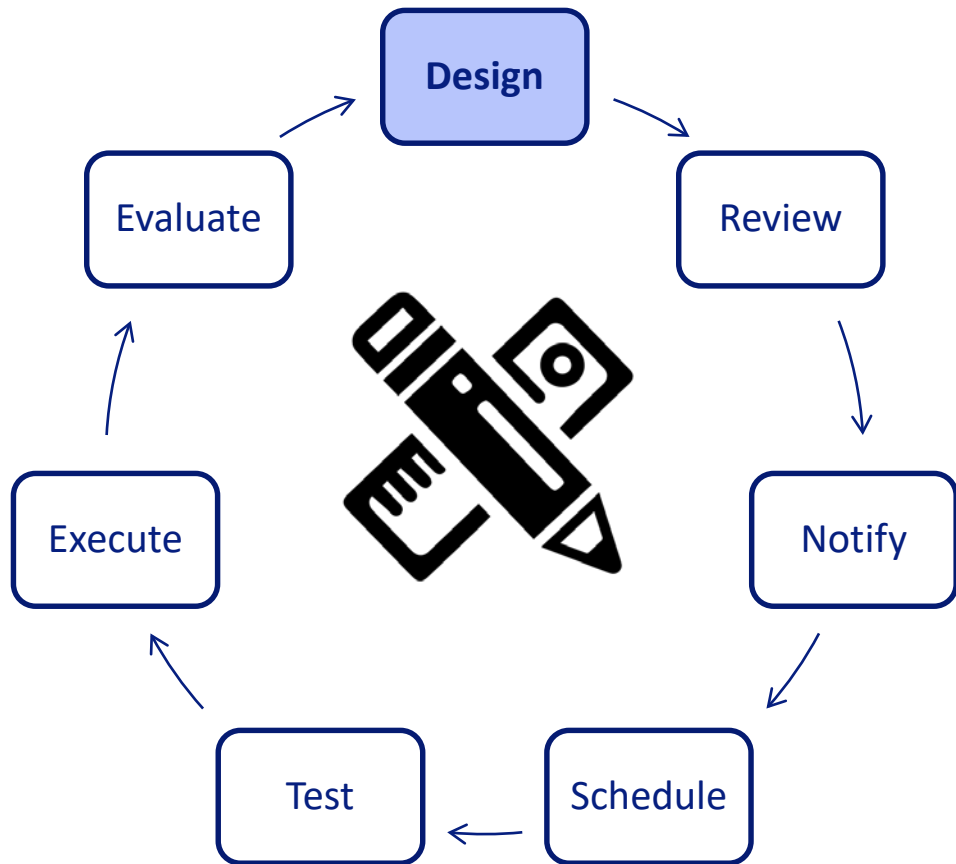 Design
Review
Notify
Schedule
Test
Execute
Evaluate